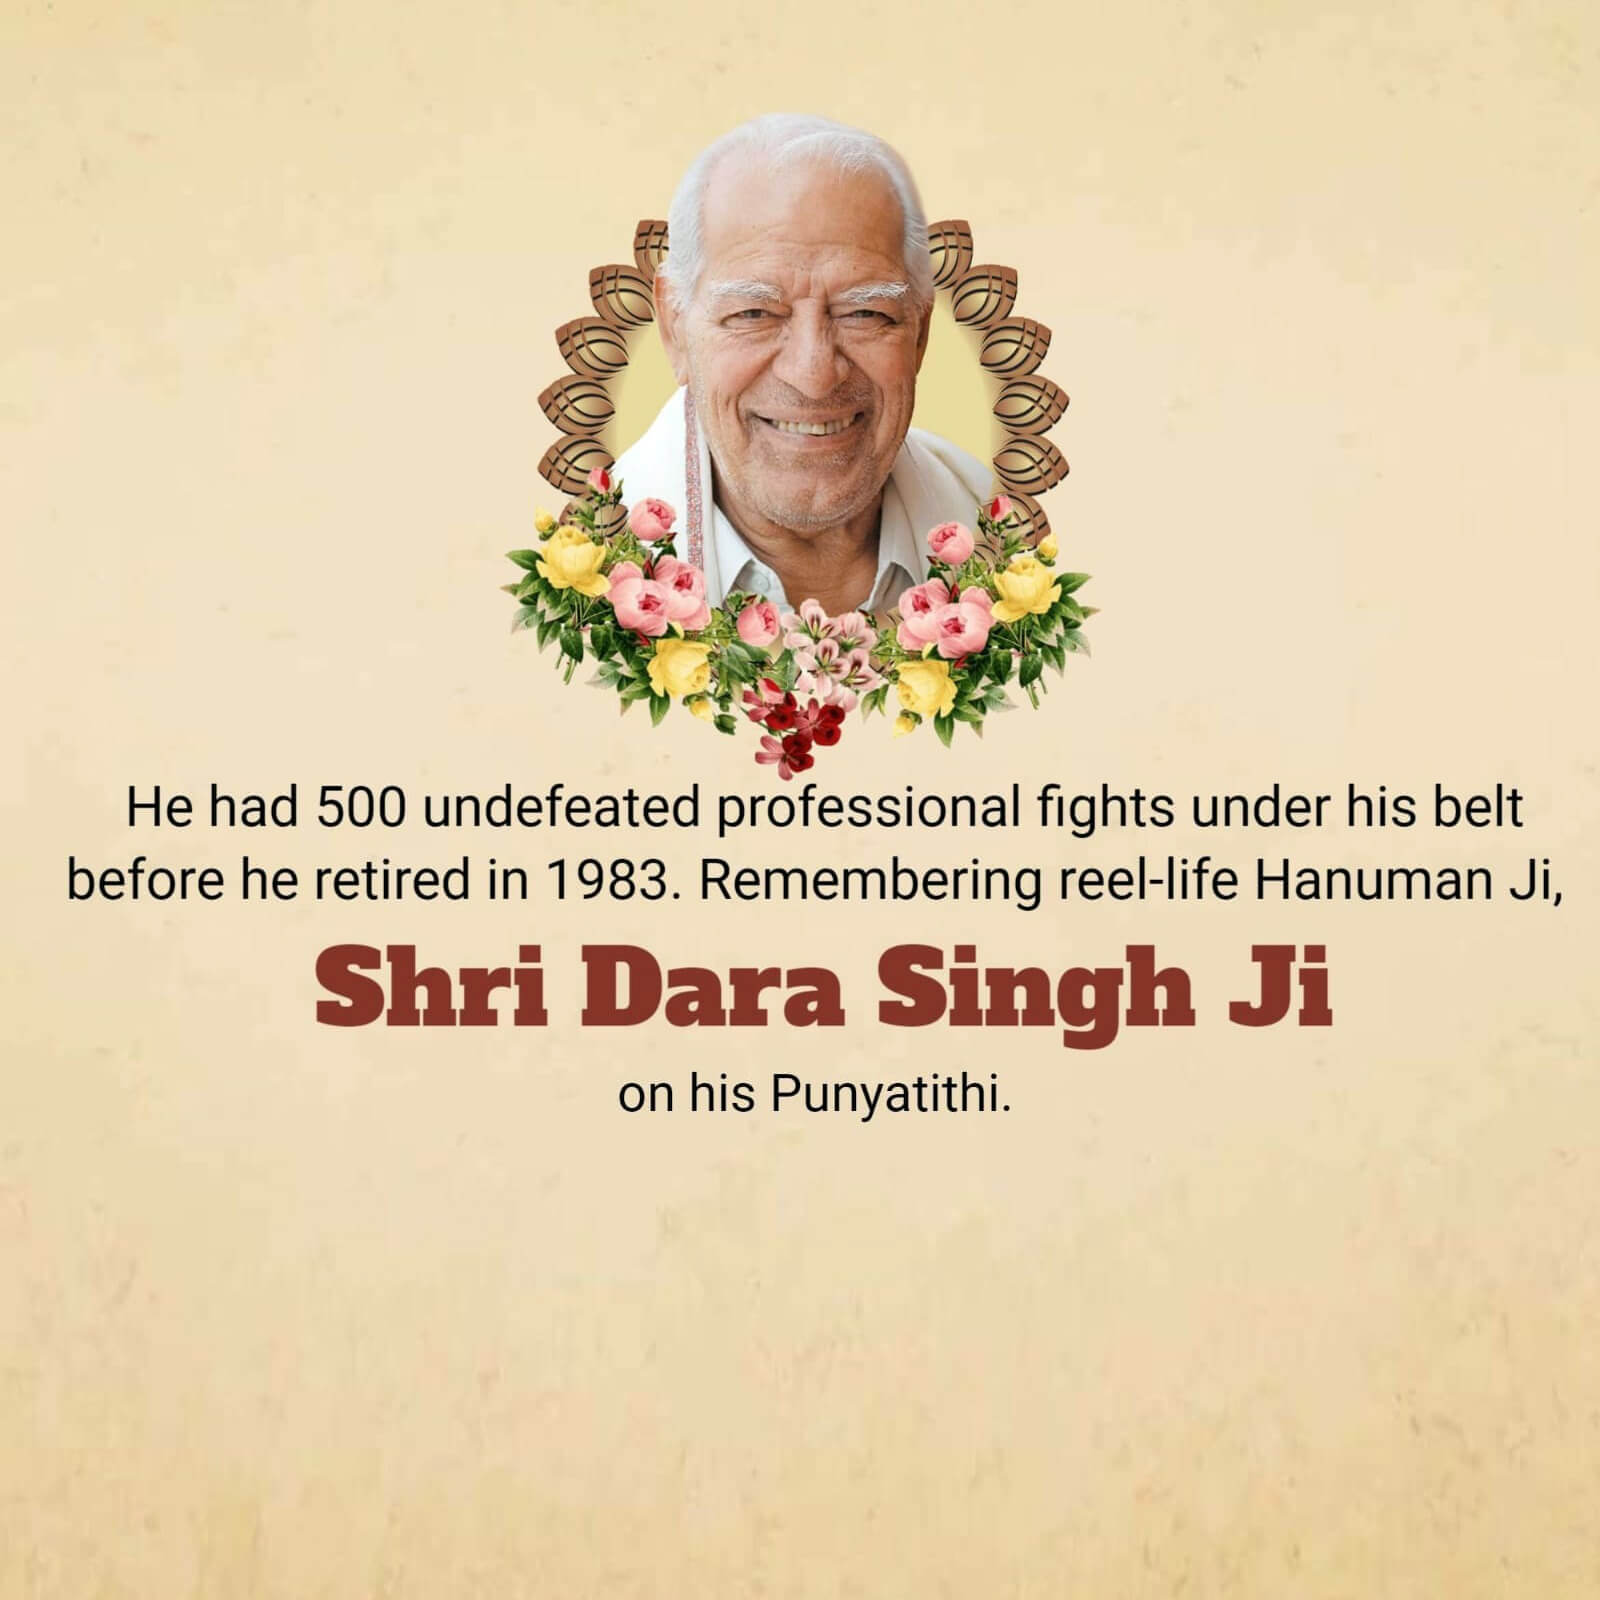 He had 500 undefeated professional fights under his belt
before he retired in 1983. Remembering reel-life Hanuman Ji,
Shri Dara Singh Ji
on his Punyatithi.